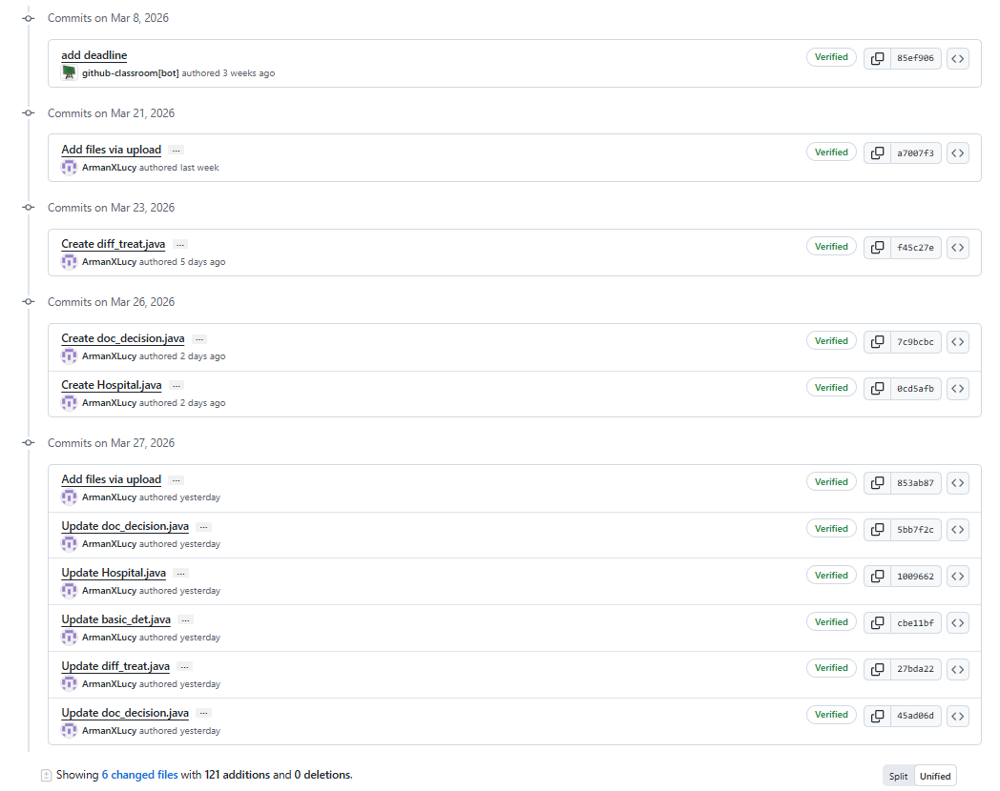 Commits on Mar 8, 2026
add deadline
github-classroom[bot] authored 3 weeks ago
Verified
85ef906
Commits on Mar 21, 2026
Add files via upload ...
ArmanXLucy authored last week
Verified
a7007f3
Commits on Mar 23, 2026
Create diff_treat.java ...
ArmanXLucy authored 5 days ago
Verified
f45c27e
Commits on Mar 26, 2026
Create doc_decision.java ...
ArmanXLucy authored 2 days ago
Verified
7c9bcbc
Create Hospital.java ...
ArmanXLucy authored 2 days ago
Verified
0cd5afb
Commits on Mar 27, 2026
Add files via upload ...
ArmanXLucy authored yesterday
Verified
853ab87
Update doc_decision.java ...
ArmanXLucy authored yesterday
Verified
5bb7f2c
Update Hospital.java ...
ArmanXLucy authored yesterday
Verified
1009662
Update basic_det.java ...
ArmanXLucy authored yesterday
Verified
cbe11bf
Update diff_treat.java ...
ArmanXLucy authored yesterday
Verified
27bda22
Update doc_decision.java ...
ArmanXLucy authored yesterday
Verified
45ad06d
Showing 6 changed files with 121 additions and 0 deletions.
Split Unified